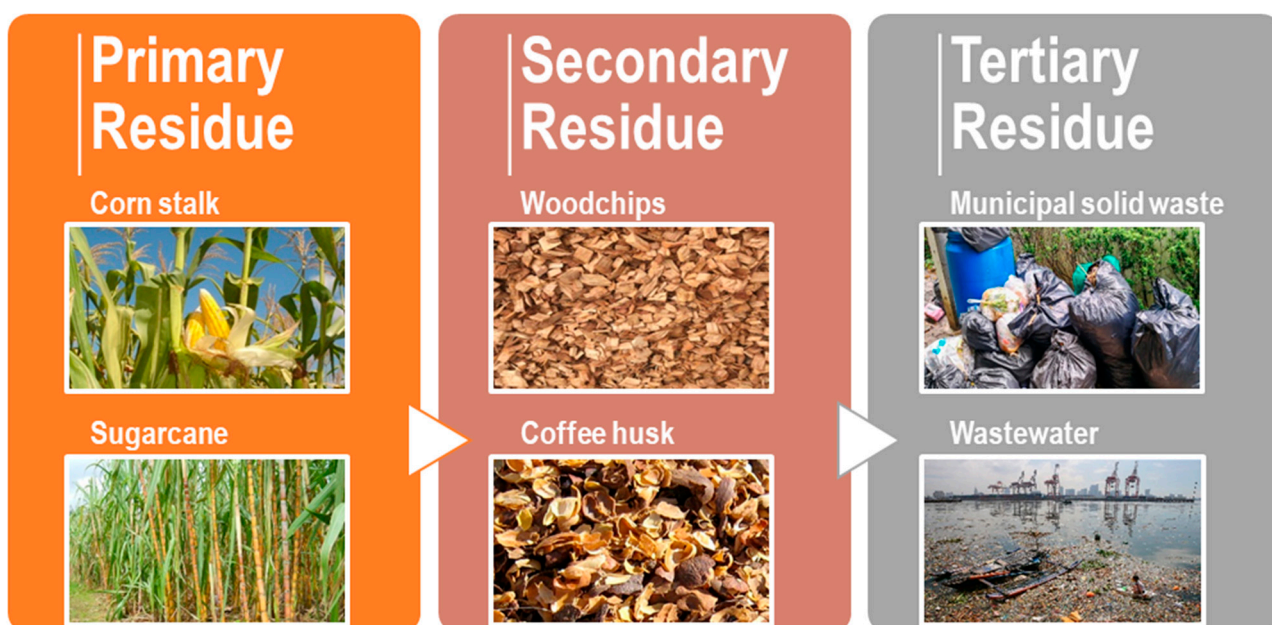 Primary
Residue
Corn stalk
Sugarcane
Secondary
Residue
Woodchips
Coffee husk
Tertiary
Residue
Municipal solid waste
Wastewater